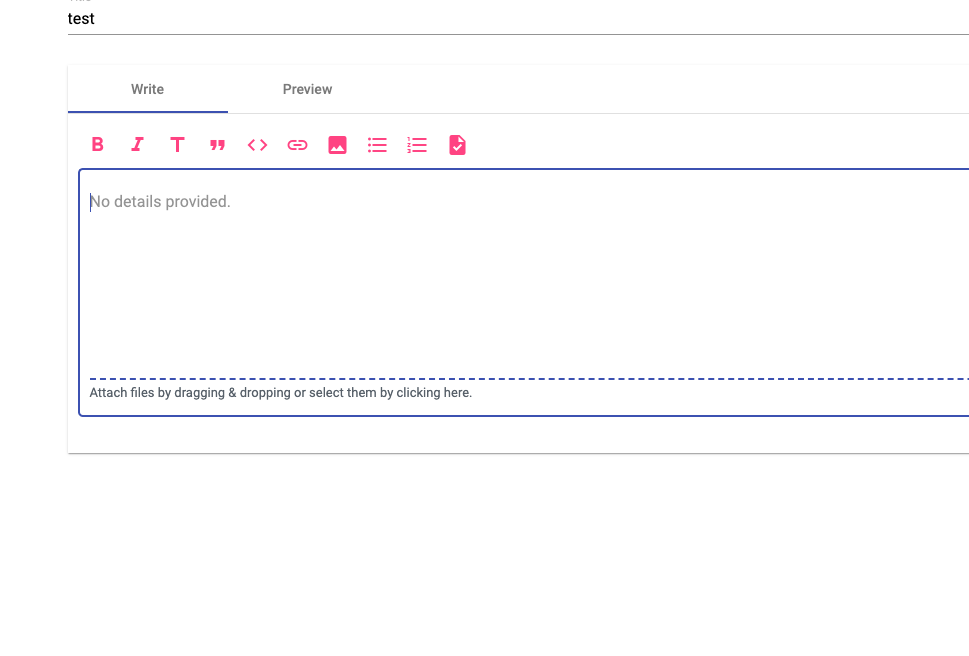 test
Write Preview
No details provided.
Attach files by dragging & dropping or select them by clicking here.